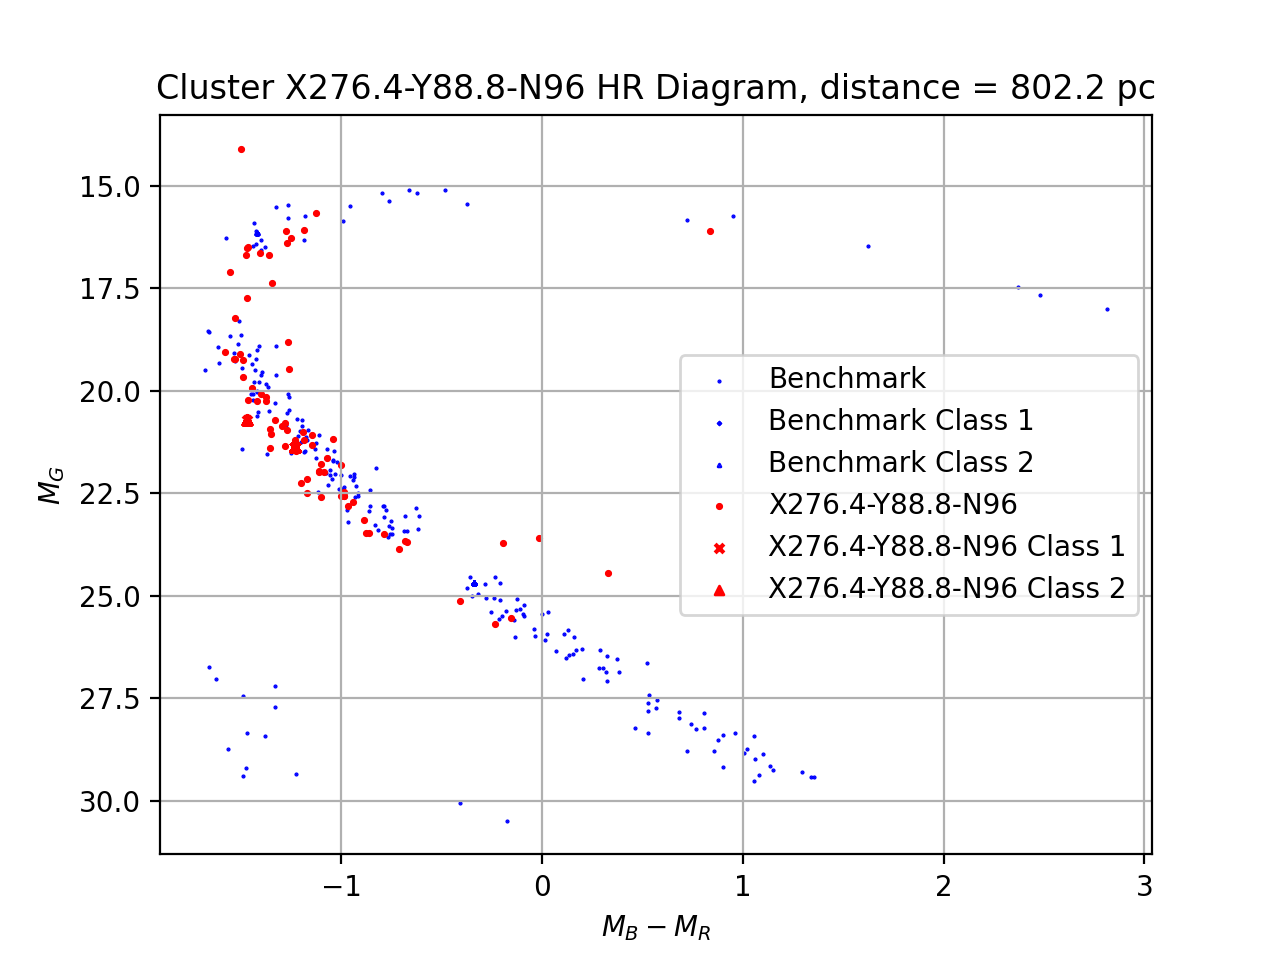 Cluster X276.4-Y88.8-N96 HR Diagram, distance = 802.2 pc
15.0
17.5
20.0
22.5
25.0
27.5
30.0
M_G
Benchmark
Benchmark Class 1
Benchmark Class 2
X276.4-Y88.8-N96
X276.4-Y88.8-N96 Class 1
X276.4-Y88.8-N96 Class 2
−1 0 1 2 3
M_B − M_R